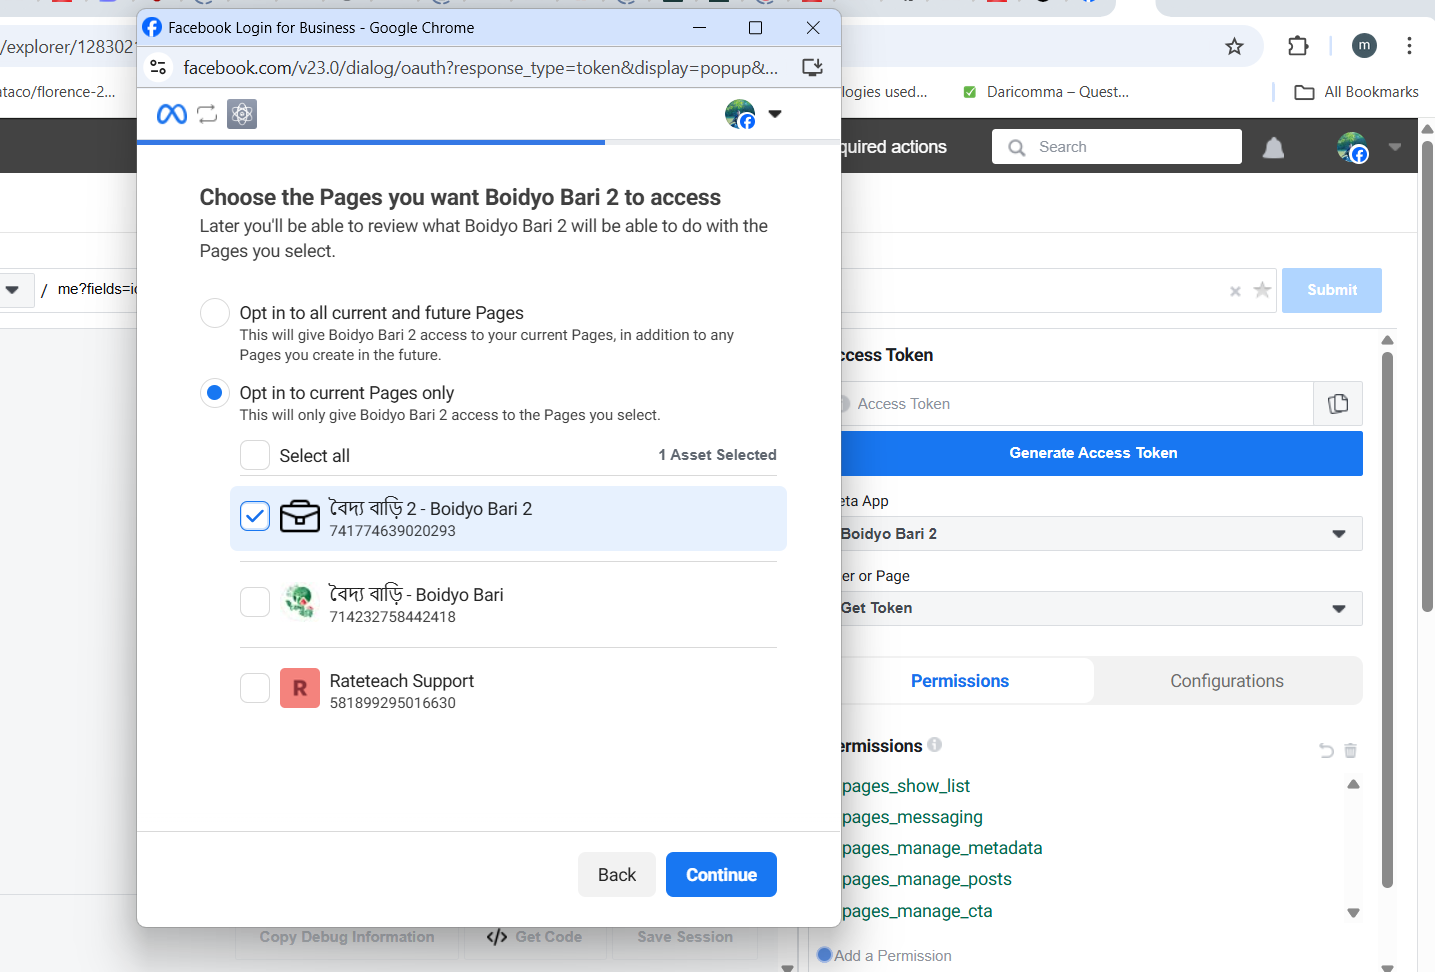 Facebook Login for Business - Google Chrome
/explorer/128302
facebook.com/v23.0/dialog/oauth?response_type=token&display=popup&...
m
ataco/florence-2...
logies used...
Daricomma – Quest...
All Bookmarks
quired actions
Search
Choose the Pages you want Boidyo Bari 2 to access
Later you'll be able to review what Boidyo Bari 2 will be able to do with the
Pages you select.
/ me?fields=i
Submit
Opt in to all current and future Pages
This will give Boidyo Bari 2 access to your current Pages, in addition to any
Pages you create in the future.
Opt in to current Pages only
This will only give Boidyo Bari 2 access to the Pages you select.
Select all
1 Asset Selected
বৈদ্য বাড়ি 2 - Boidyo Bari 2
741774639020293
বৈদ্য বাড়ি - Boidyo Bari
714232758442418
R
Rateteach Support
581899295016630
Back
Continue
ccess Token
Access Token
Generate Access Token
eta App
Boidyo Bari 2
er or Page
Get Token
Permissions
Configurations
ermissions
pages_show_list
pages_messaging
pages_manage_metadata
pages_manage_posts
pages_manage_cta
Add a Permission
Copy Debug Information
</> Get Code
Save Session